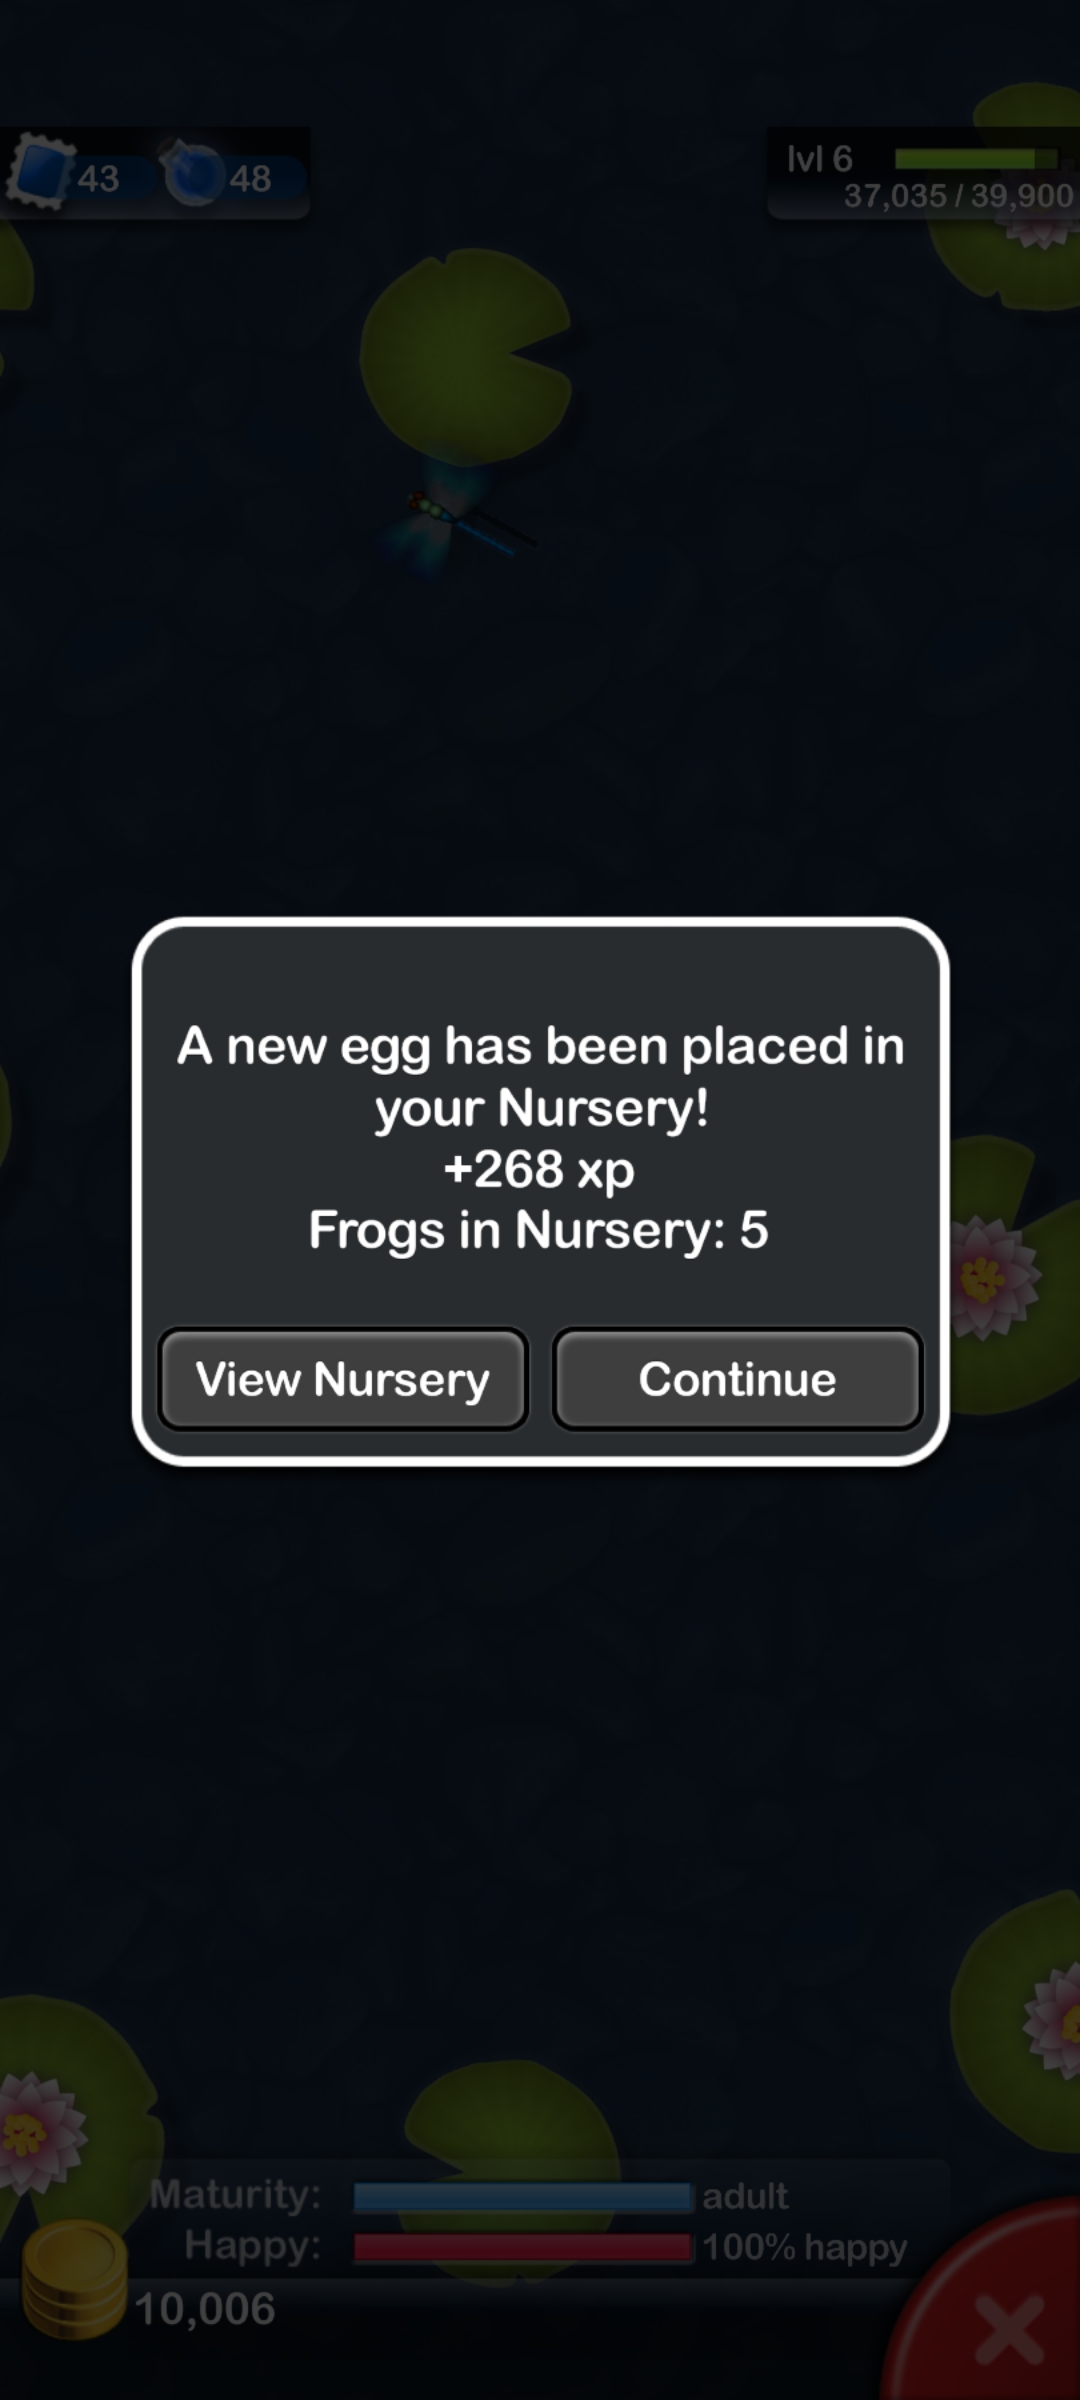 43 48
lvl 6
37,035 / 39,900
A new egg has been placed in
your Nursery!
+268 xp
Frogs in Nursery: 5
View Nursery Continue
Maturity: adult
Happy: 100% happy
10,006